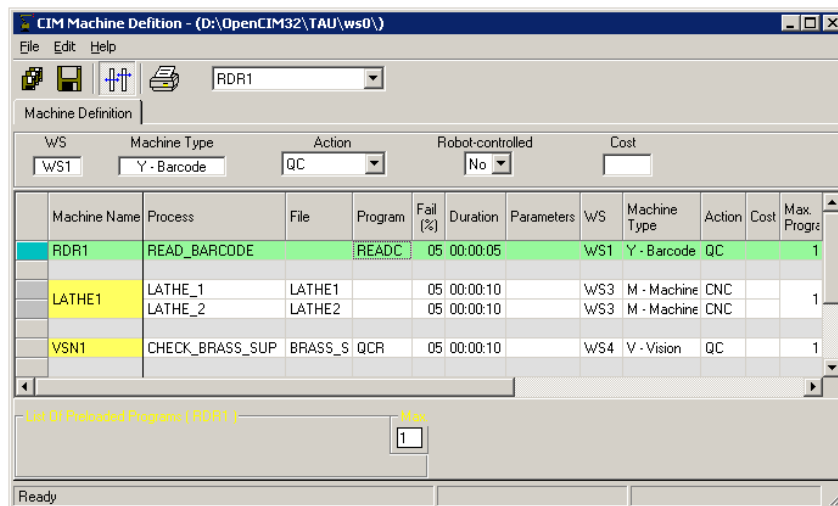 CIM Machine Defition - (D:\OpenCIM32\TAU\ws0\)
File Edit Help
RDR1
Machine Definition
WS Machine Type Action Robot-controlled Cost
WS1 Y - Barcode QC No
Machine Name Process File Program Fail (%) Duration Parameters WS Machine Type Action Cost Max. Progra
RDR1 READ_BARCODE READC 05 00:00:05 WS1 Y - Barcode QC 1
LATHE1 LATHE_1 LATHE1 05 00:00:10 WS3 M - Machine CNC 1
LATHE_2 LATHE2 05 00:00:10 WS3 M - Machine CNC
VSN1 CHECK_BRASS_SUP BRASS_S QCR 05 00:00:10 WS4 V - Vision QC 1
List Of Preloaded Programs ( RDR1 ) Max.
1
Ready